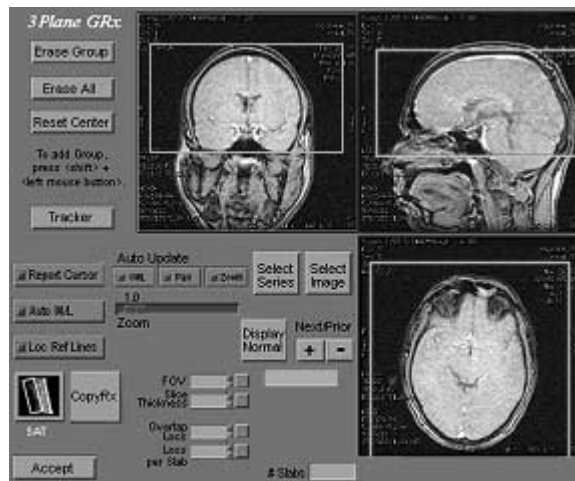 3Plane GRx
Erase Group
Erase All
Reset Center
To add Group,
press <shift> +
<left mouse button>.
Tracker
Report Cursor
Auto W/L
Loc Ref Lines
SAT
CopyRx
Accept
Auto Update
W/L Pan Zoom
1.0
Zoom
Select
Series
Select
Image
Display
Normal
Next/Prior
+ -
FOV
Slice
Thickness
Overlap
Locs
Locs
per Slab
# Slabs